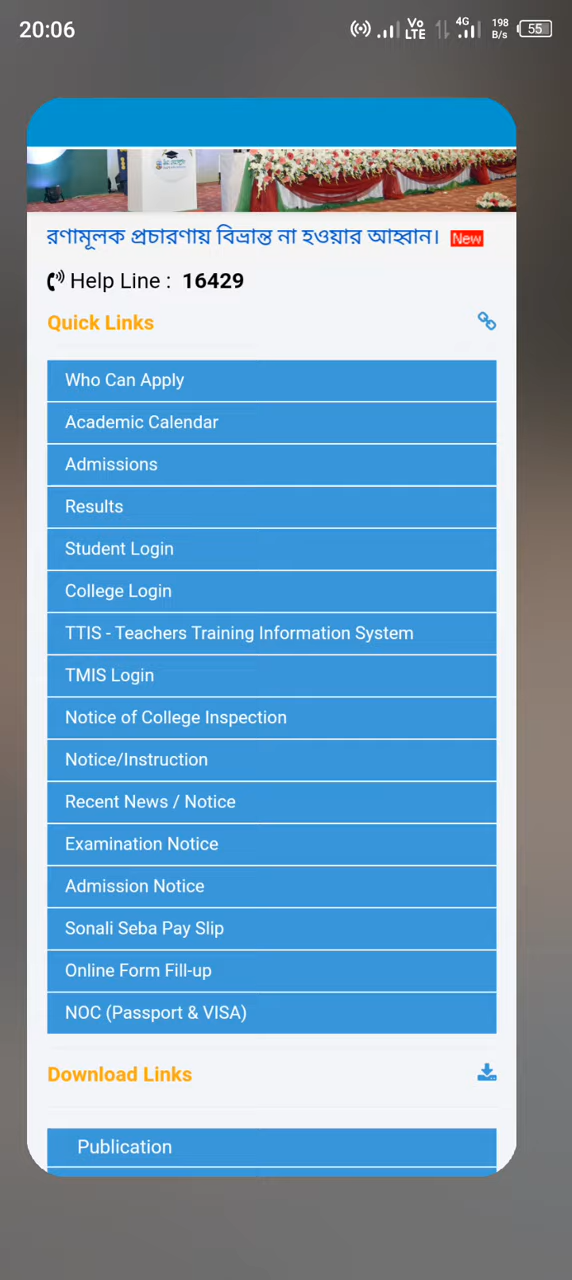 20:06
Vo LTE 4G 198 B/s 55
রণামূলক প্রচারণায় বিভ্রান্ত না হওয়ার আহ্বান। New
Help Line : 16429
Quick Links
Who Can Apply
Academic Calendar
Admissions
Results
Student Login
College Login
TTIS - Teachers Training Information System
TMIS Login
Notice of College Inspection
Notice/Instruction
Recent News / Notice
Examination Notice
Admission Notice
Sonali Seba Pay Slip
Online Form Fill-up
NOC (Passport & VISA)
Download Links
Publication